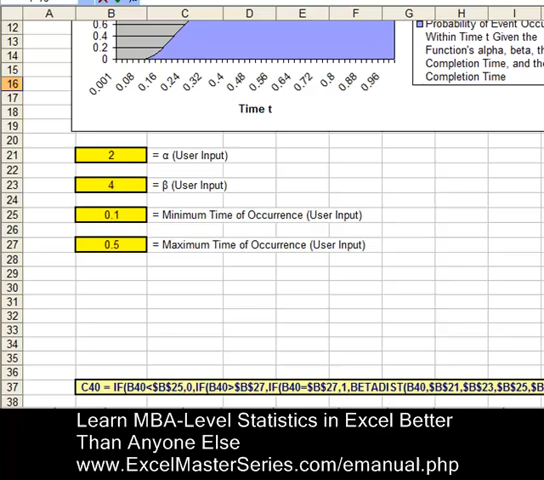 A B C D E F G H I
12 0.6 Probability of Event Occu
13 0.4 Within Time t Given the
14 0.2 Function's alpha, beta, th
15 0 Completion Time, and the
16 0.001 0.08 0.16 0.24 0.32 0.4 0.48 0.56 0.64 0.72 0.8 0.88 0.96 Completion Time
17
18 Time t
19
20
21 2 = α (User Input)
22
23 4 = β (User Input)
24
25 0.1 = Minimum Time of Occurrence (User Input)
26
27 0.5 = Maximum Time of Occurrence (User Input)
28
29
30
31
32
33
34
35
36
37 C40 = IF(B40<$B$25,0,IF(B40>$B$27,IF(B40=$B$27,1,BETADIST(B40,$B$21,$B$23,$B$25,$B
38
Learn MBA-Level Statistics in Excel Better
Than Anyone Else
www.ExcelMasterSeries.com/emanual.php